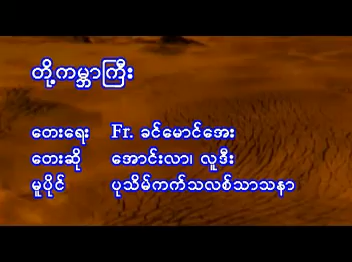 တို့ကမ္ဘာကြီး
တေးရေး Fr. ခင်မောင်အေး
တေးဆို အောင်းလာ၊ လူဒီး
မူပိုင် ပုသိမ်ကက်သလစ်သာသနာ